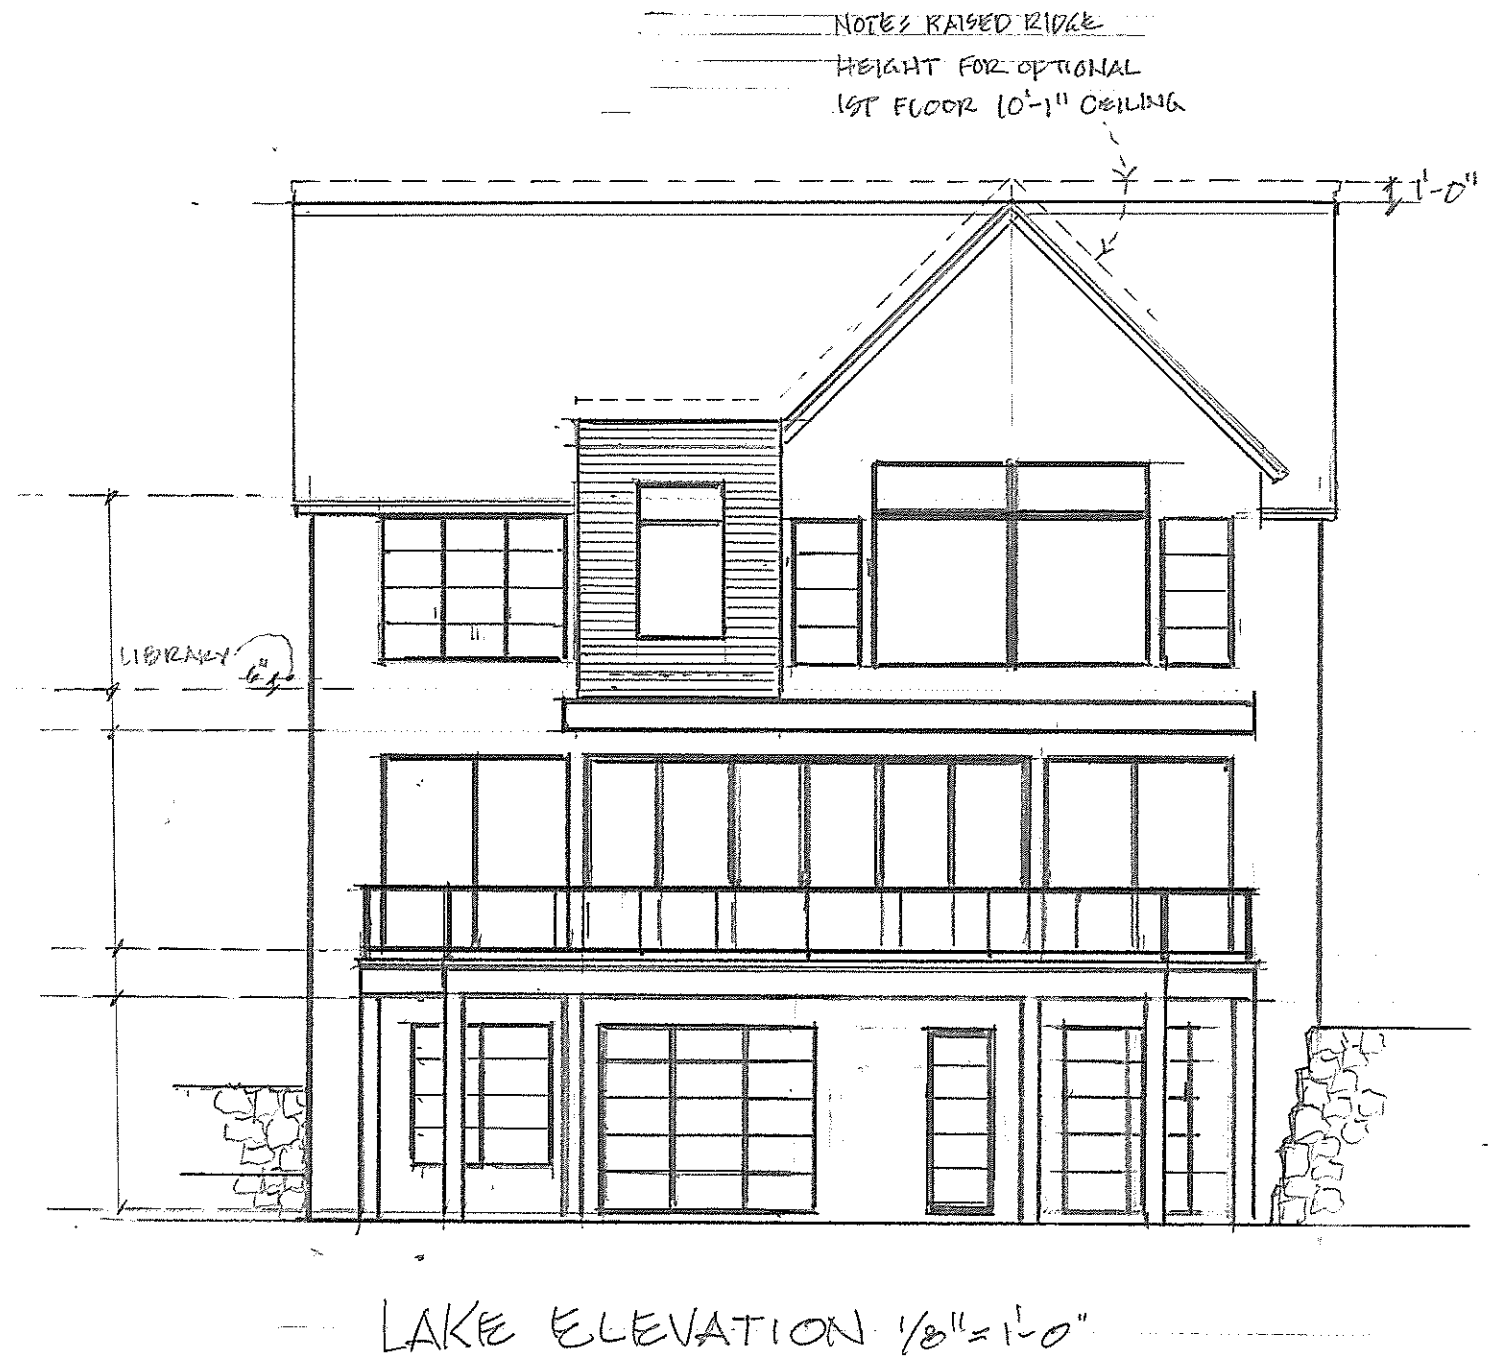 NOTE: RAISED RIDGE
HEIGHT FOR OPTIONAL
1ST FLOOR 10'-1" CEILING
1'-0"
LIBRARY
6"
LAKE ELEVATION 1/8"=1'-0"